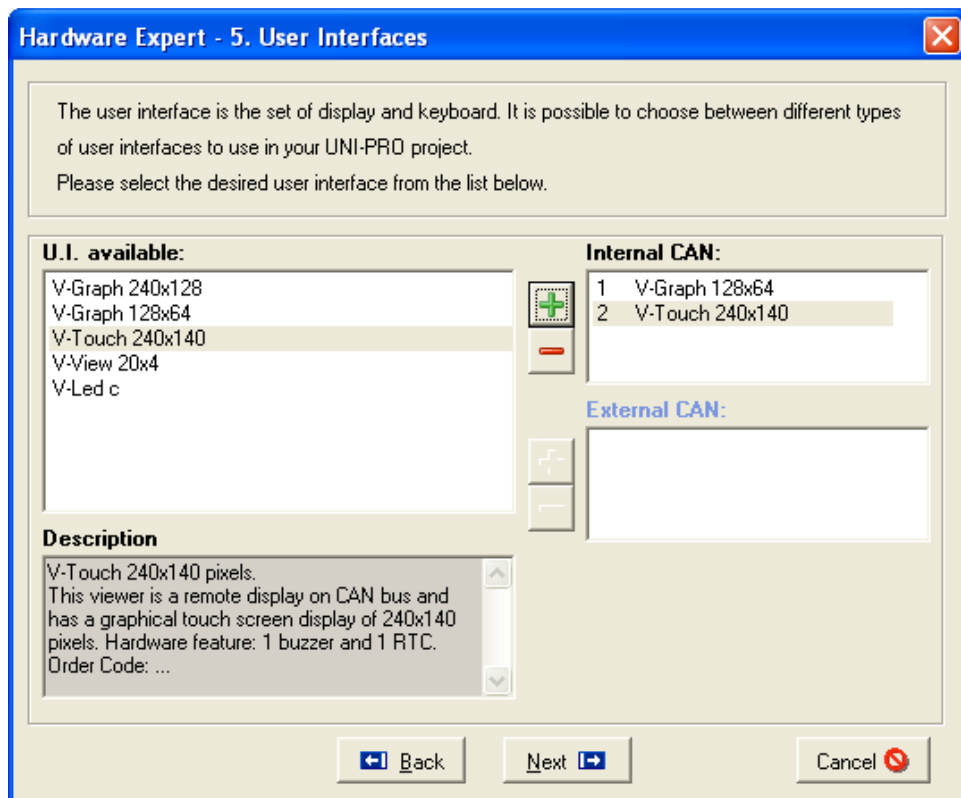 Hardware Expert - 5. User Interfaces
The user interface is the set of display and keyboard. It is possible to choose between different types
of user interfaces to use in your UNI-PRO project.
Please select the desired user interface from the list below.
U.I. available:
V-Graph 240x128
V-Graph 128x64
V-Touch 240x140
V-View 20x4
V-Led c
Internal CAN:
1 V-Graph 128x64
2 V-Touch 240x140
External CAN:
Description
V-Touch 240x140 pixels.
This viewer is a remote display on CAN bus and
has a graphical touch screen display of 240x140
pixels. Hardware feature: 1 buzzer and 1 RTC.
Order Code: ...
Back
Next
Cancel